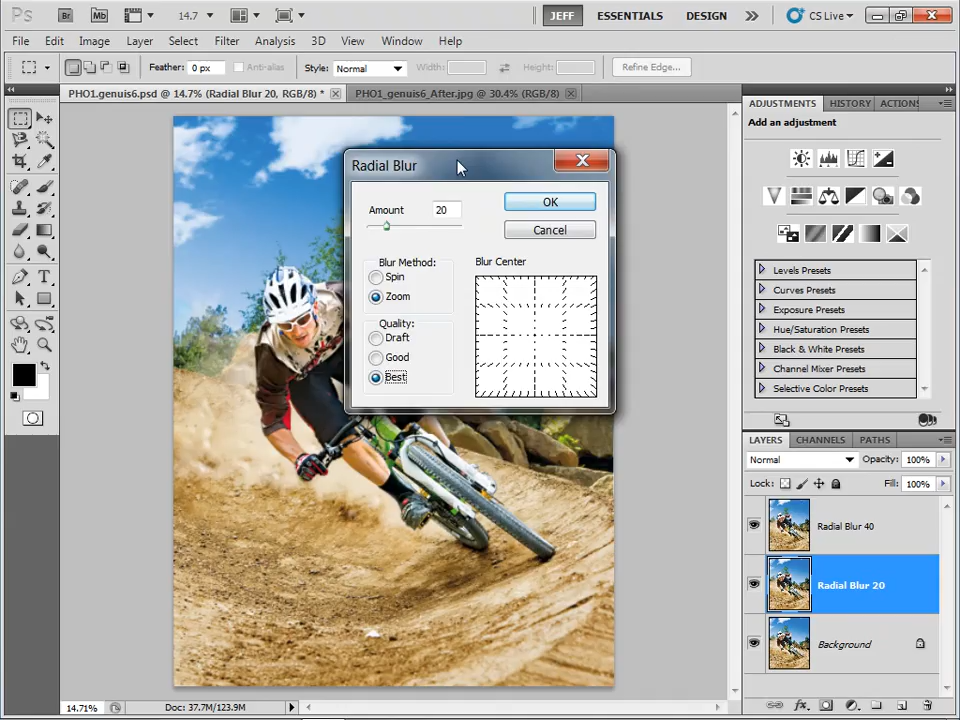 Ps Br Mb 14.7 JEFF ESSENTIALS DESIGN CS Live
File Edit Image Layer Select Filter Analysis 3D View Window Help
Feather: 0 px Anti-alias Style: Normal Width: Height: Refine Edge...
PHO1.genuis6.psd @ 14.7% (Radial Blur 20, RGB/8) * PHO1_genuis6_After.jpg @ 30.4% (RGB/8)
ADJUSTMENTS HISTORY ACTIONS
Add an adjustment
Radial Blur
Amount 20 OK
Cancel
Blur Method: Blur Center
Spin
Zoom
Quality:
Draft
Good
Best
Levels Presets
Curves Presets
Exposure Presets
Hue/Saturation Presets
Black & White Presets
Channel Mixer Presets
Selective Color Presets
LAYERS CHANNELS PATHS
Normal Opacity: 100%
Lock: Fill: 100%
Radial Blur 40
Radial Blur 20
Background
14.71% Doc: 37.7M/123.9M